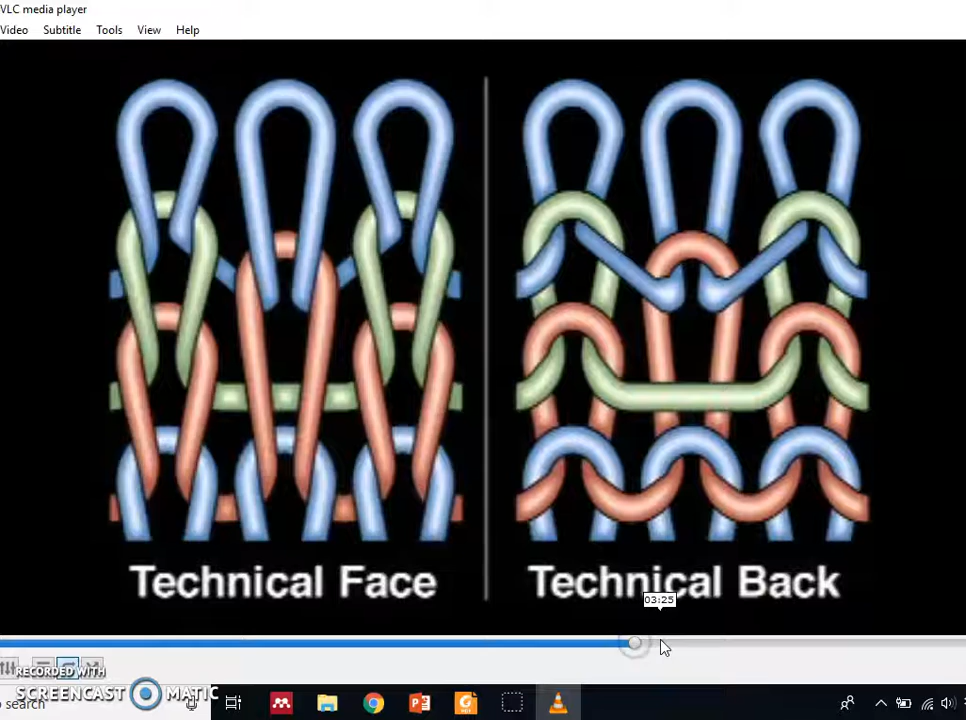 VLC media player
Video Subtitle Tools View Help
Technical Face
Technical Back
03:25
RECORDED WITH
SCREENCAST MATIC
search